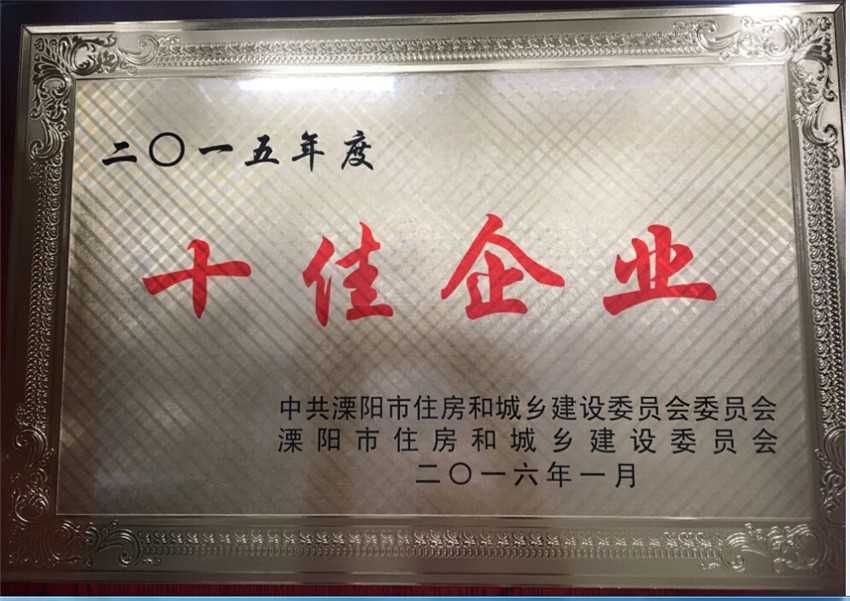 二〇一五年度
十佳企业
中共溧阳市住房和城乡建设委员会委员会
溧阳市住房和城乡建设委员会
二〇一六年一月